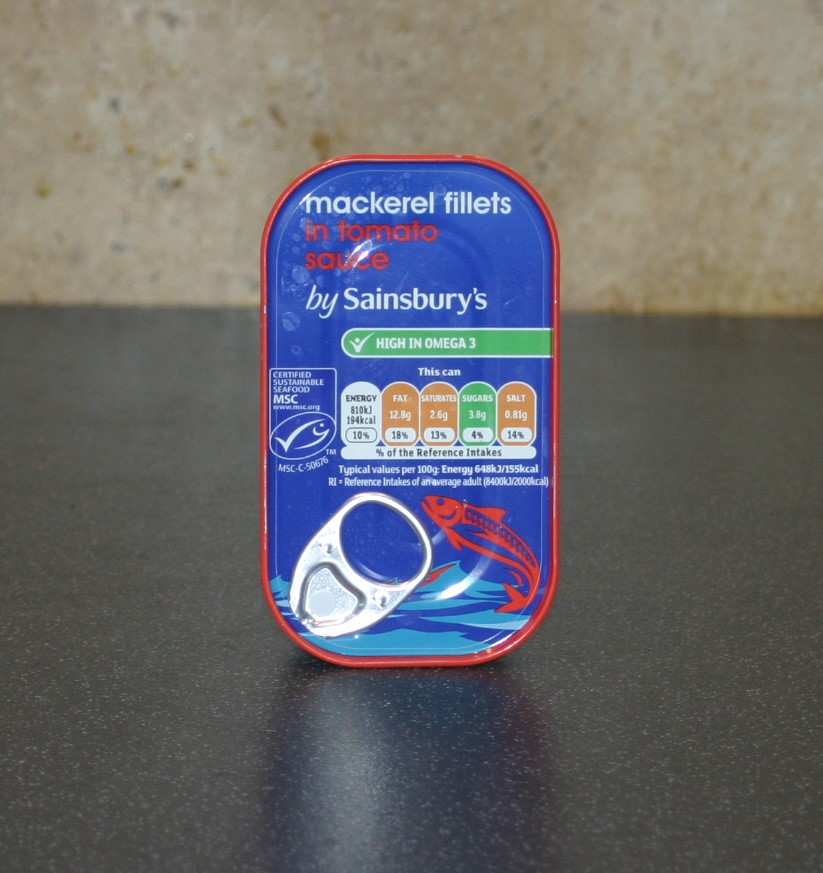 mackerel fillets
in tomato
sauce
by Sainsbury's
HIGH IN OMEGA 3
This can
CERTIFIED
SUSTAINABLE
SEAFOOD
MSC
www.msc.org
TM
MSC-C-50676
ENERGY FAT SATURATES SUGARS SALT
810kJ
194kcal 12.8g 2.6g 3.8g 0.81g
10% 18% 13% 4% 14%
% of the Reference Intakes
Typical values per 100g: Energy 648kJ/155kcal
RI = Reference Intakes of an average adult (8400kJ/2000kcal)